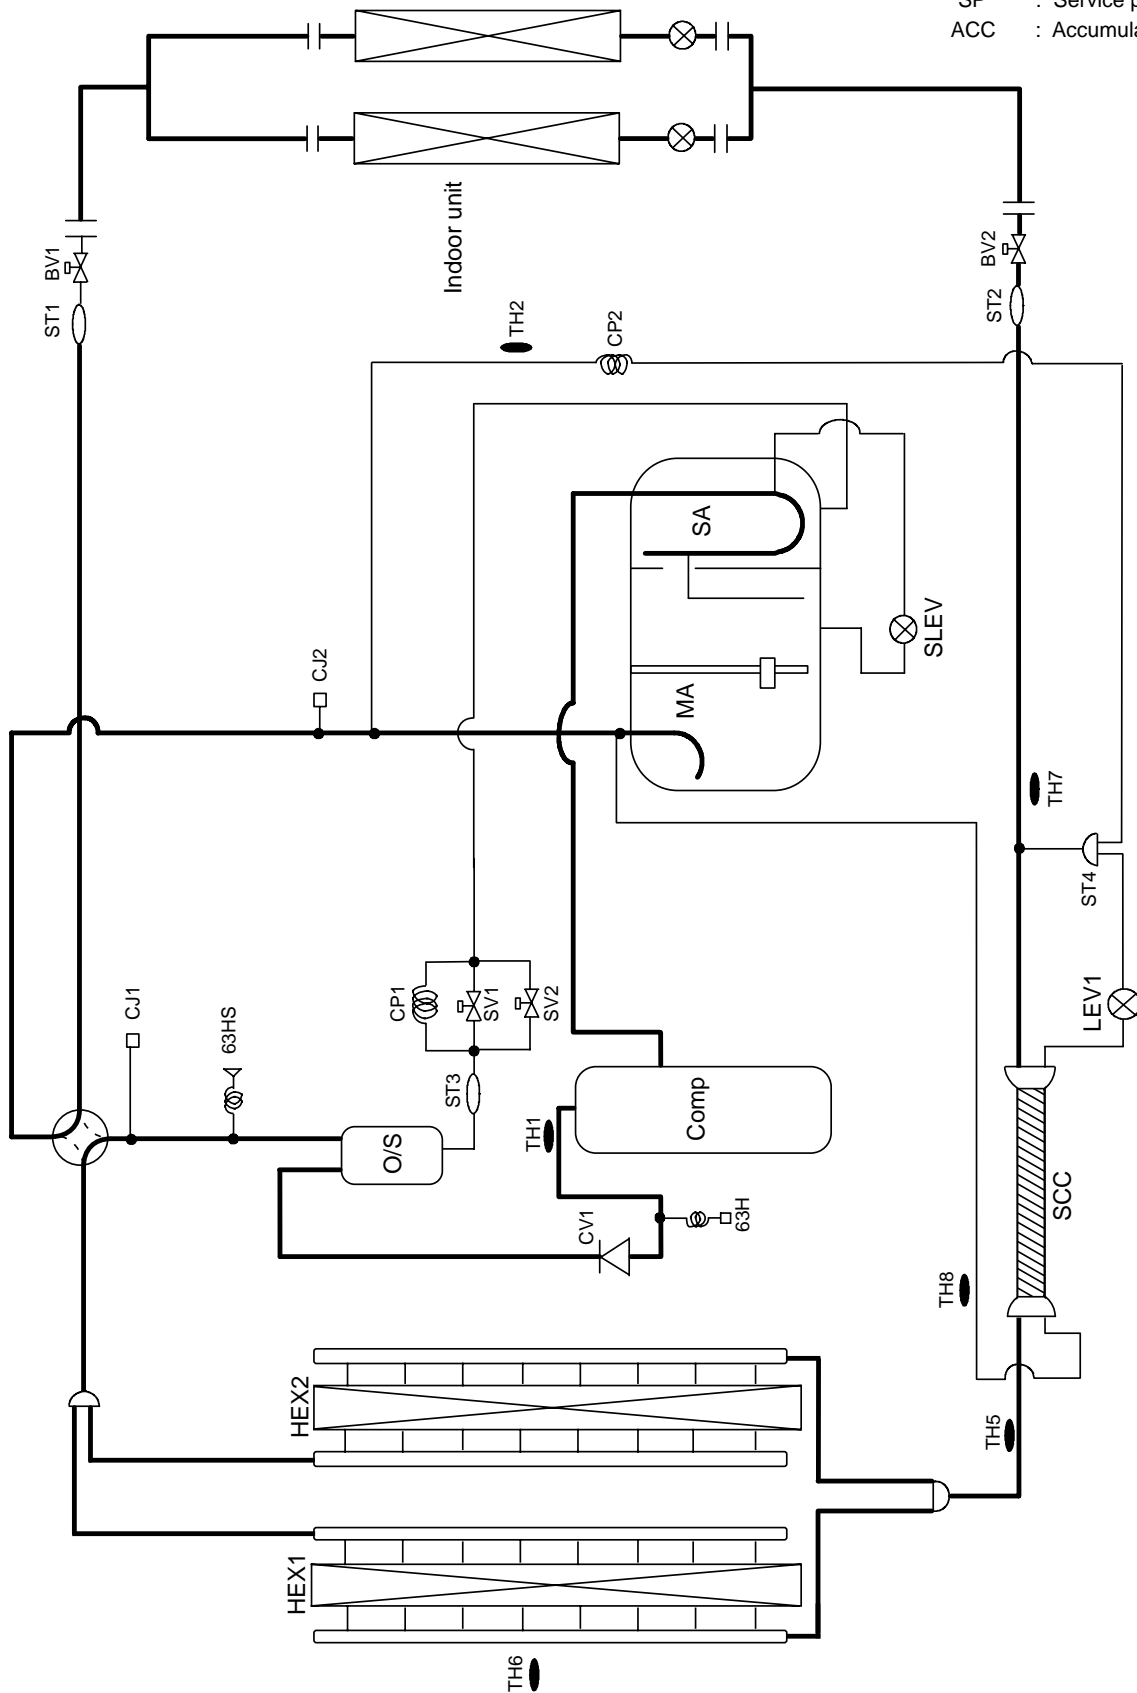 SP : Service p
ACC : Accumula
BV1
ST1
Indoor unit
TH2
CP2
BV2
ST2
CJ2
SA
MA
SLEV
TH7
ST4
LEV1
CJ1
63HS
CP1
SV1
SV2
ST3
O/S
TH1
Comp
CV1
63H
SCC
TH8
TH5
HEX2
HEX1
TH6